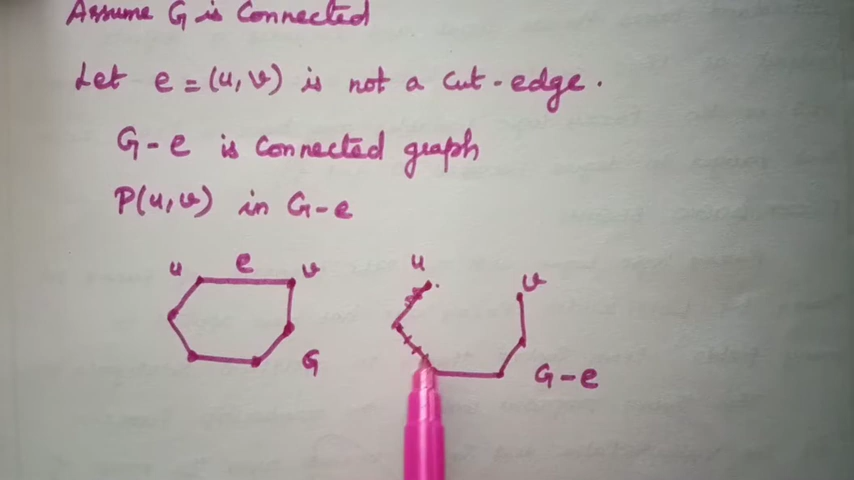 Assume G is Connected
Let e = (u, v) is not a cut-edge.
G - e is connected graph
P(u, v) in G-e
u e v
G
u v
G-e